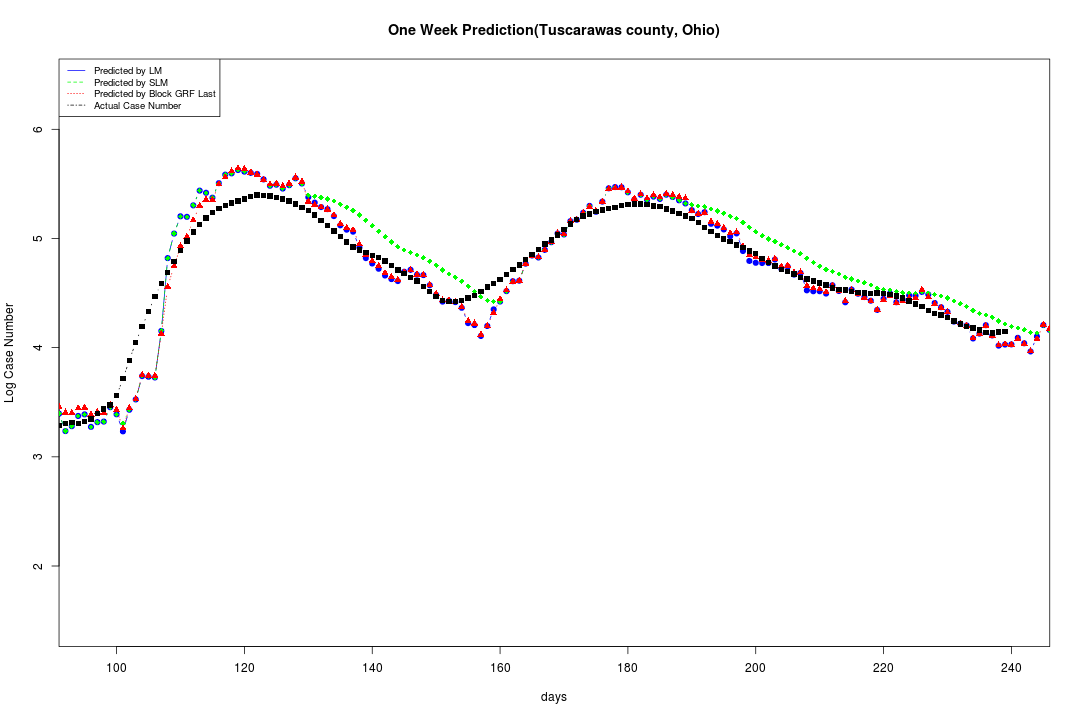 One Week Prediction(Tuscarawas county, Ohio)
Predicted by LM
Predicted by SLM
Predicted by Block GRF Last
Actual Case Number
Log Case Number
6
5
4
3
2
100 120 140 160 180 200 220 240
days